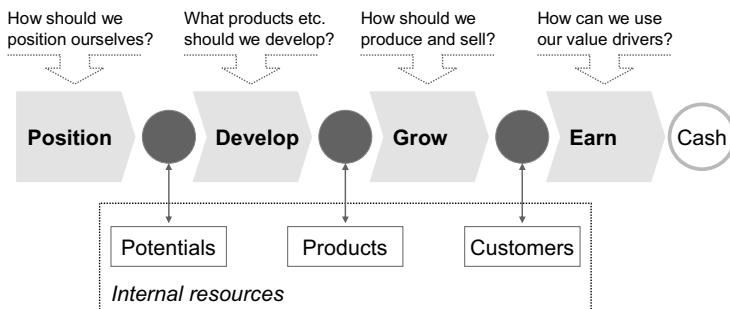 How should we
position ourselves?
What products etc.
should we develop?
How should we
produce and sell?
How can we use
our value drivers?
Position
Develop
Grow
Earn
Cash
Potentials
Products
Customers
Internal resources